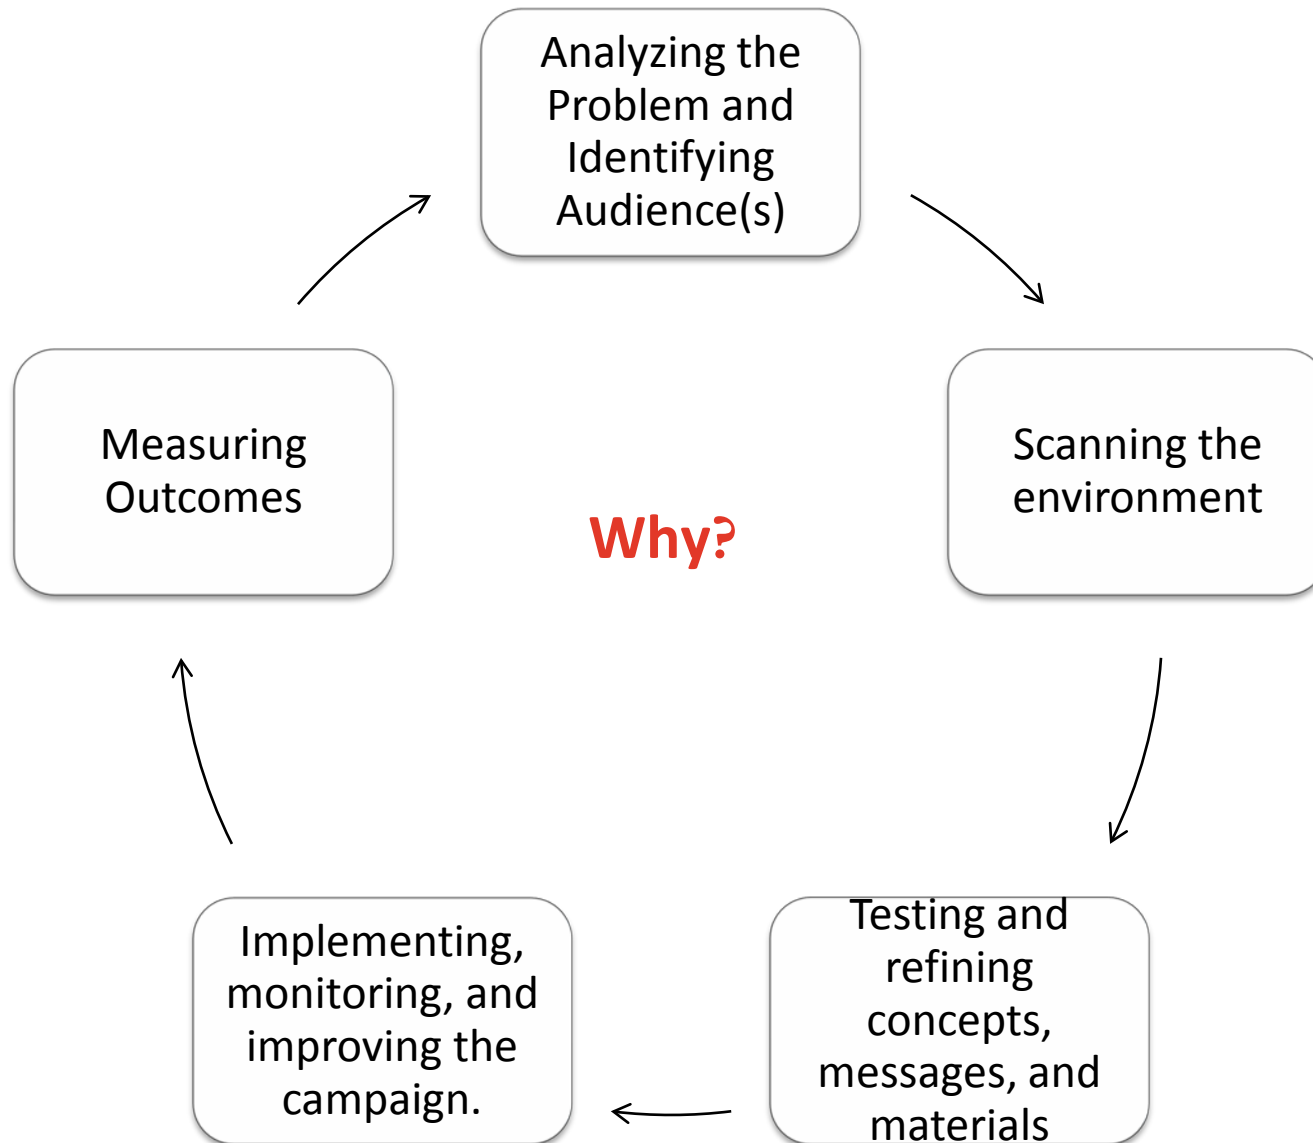 Analyzing the
Problem and
Identifying
Audience(s)
Scanning the
environment
Testing and
refining
concepts,
messages, and
materials
Implementing,
monitoring, and
improving the
campaign.
Measuring
Outcomes
Why?